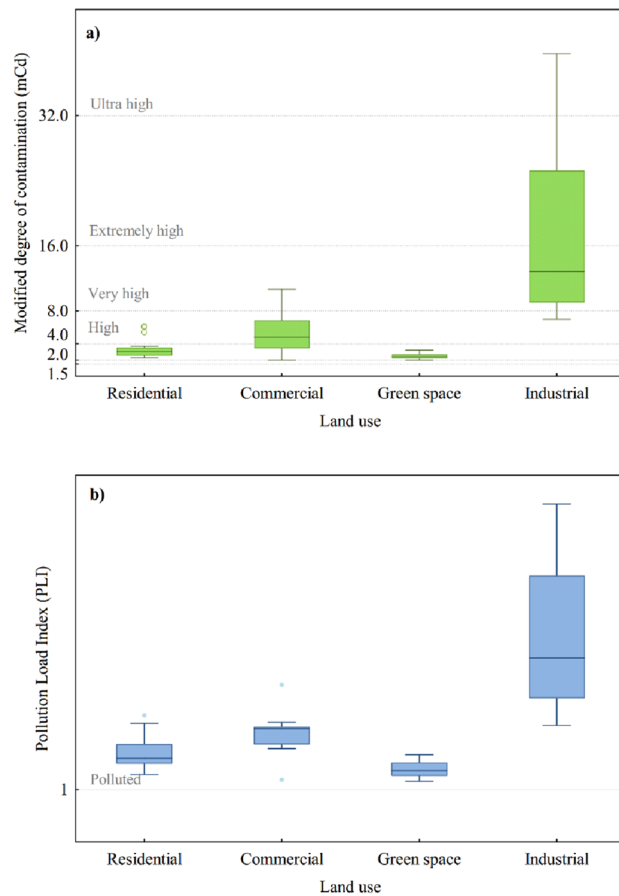 a)
Modified degree of contamination (mCd)
Ultra high
32.0
Extremely high
16.0
Very high
8.0
High
4.0
2.0
1.5
Residential Commercial Green space Industrial
Land use
b)
Pollution Load Index (PLI)
Polluted
1
Residential Commercial Green space Industrial
Land use